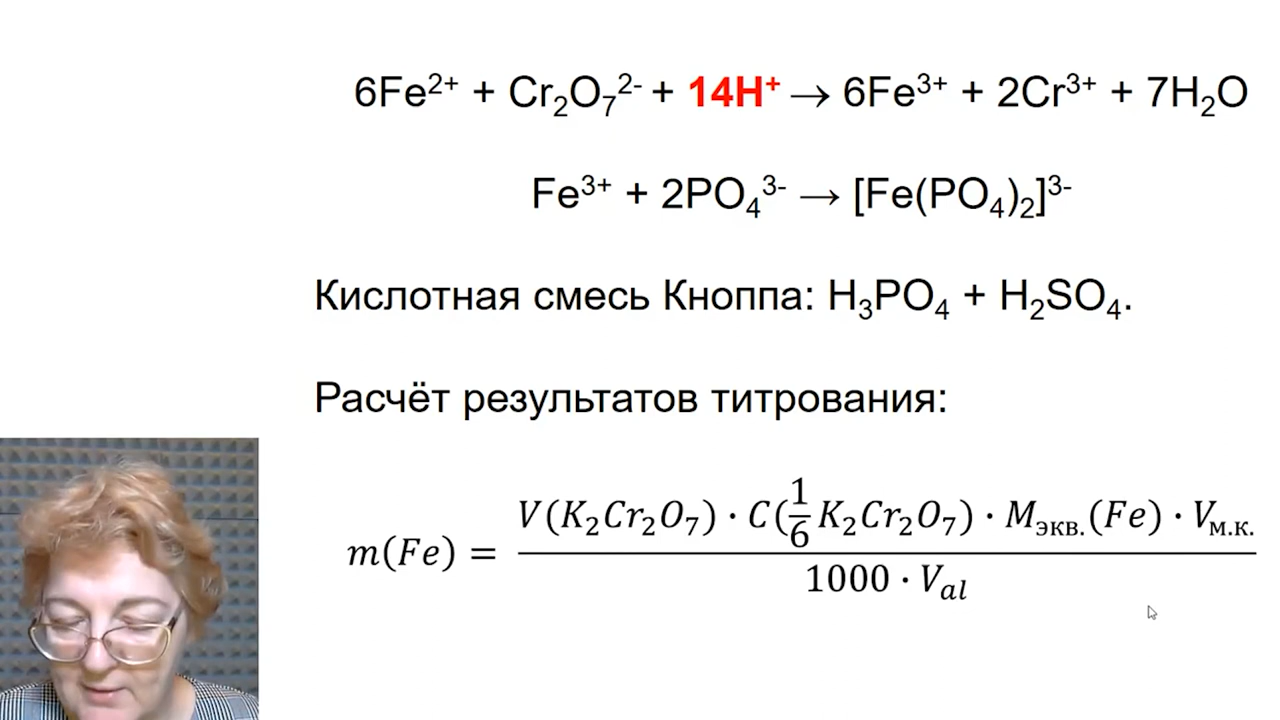 6Fe²⁺ + Cr₂O₇²⁻ + 14H⁺ → 6Fe³⁺ + 2Cr³⁺ + 7H₂O
Fe³⁺ + 2PO₄³⁻ → [Fe(PO₄)₂]³⁻
Кислотная смесь Кноппа: H₃PO₄ + H₂SO₄.
Расчёт результатов титрования:
m(Fe) = V(K₂Cr₂O₇) · C(1/6 K₂Cr₂O₇) · Mэкв.(Fe) · Vм.к.
1000 · Val